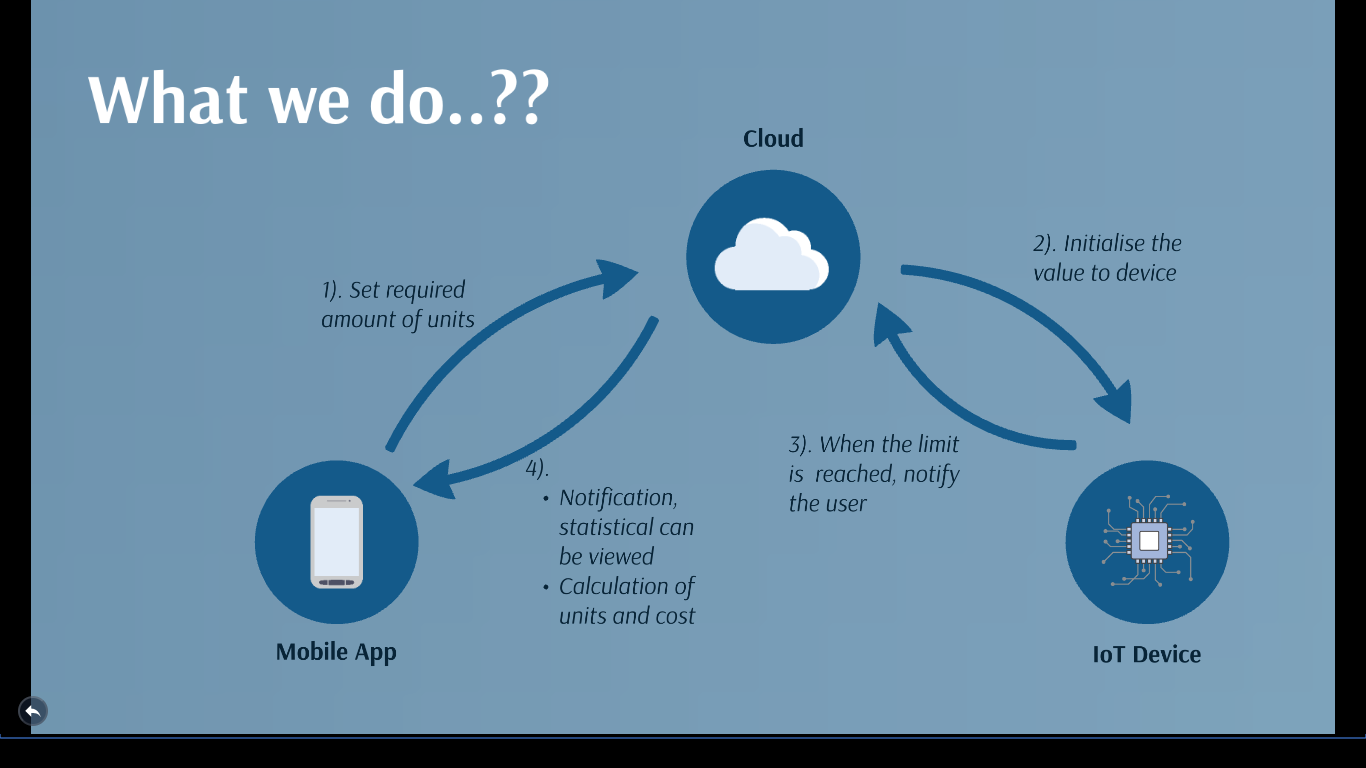 What we do..??
Cloud
1). Set required
amount of units
2). Initialise the
value to device
3). When the limit
is  reached, notify
the user
4).
• Notification,
statistical can
be viewed
• Calculation of
units and cost
Mobile App
IoT Device